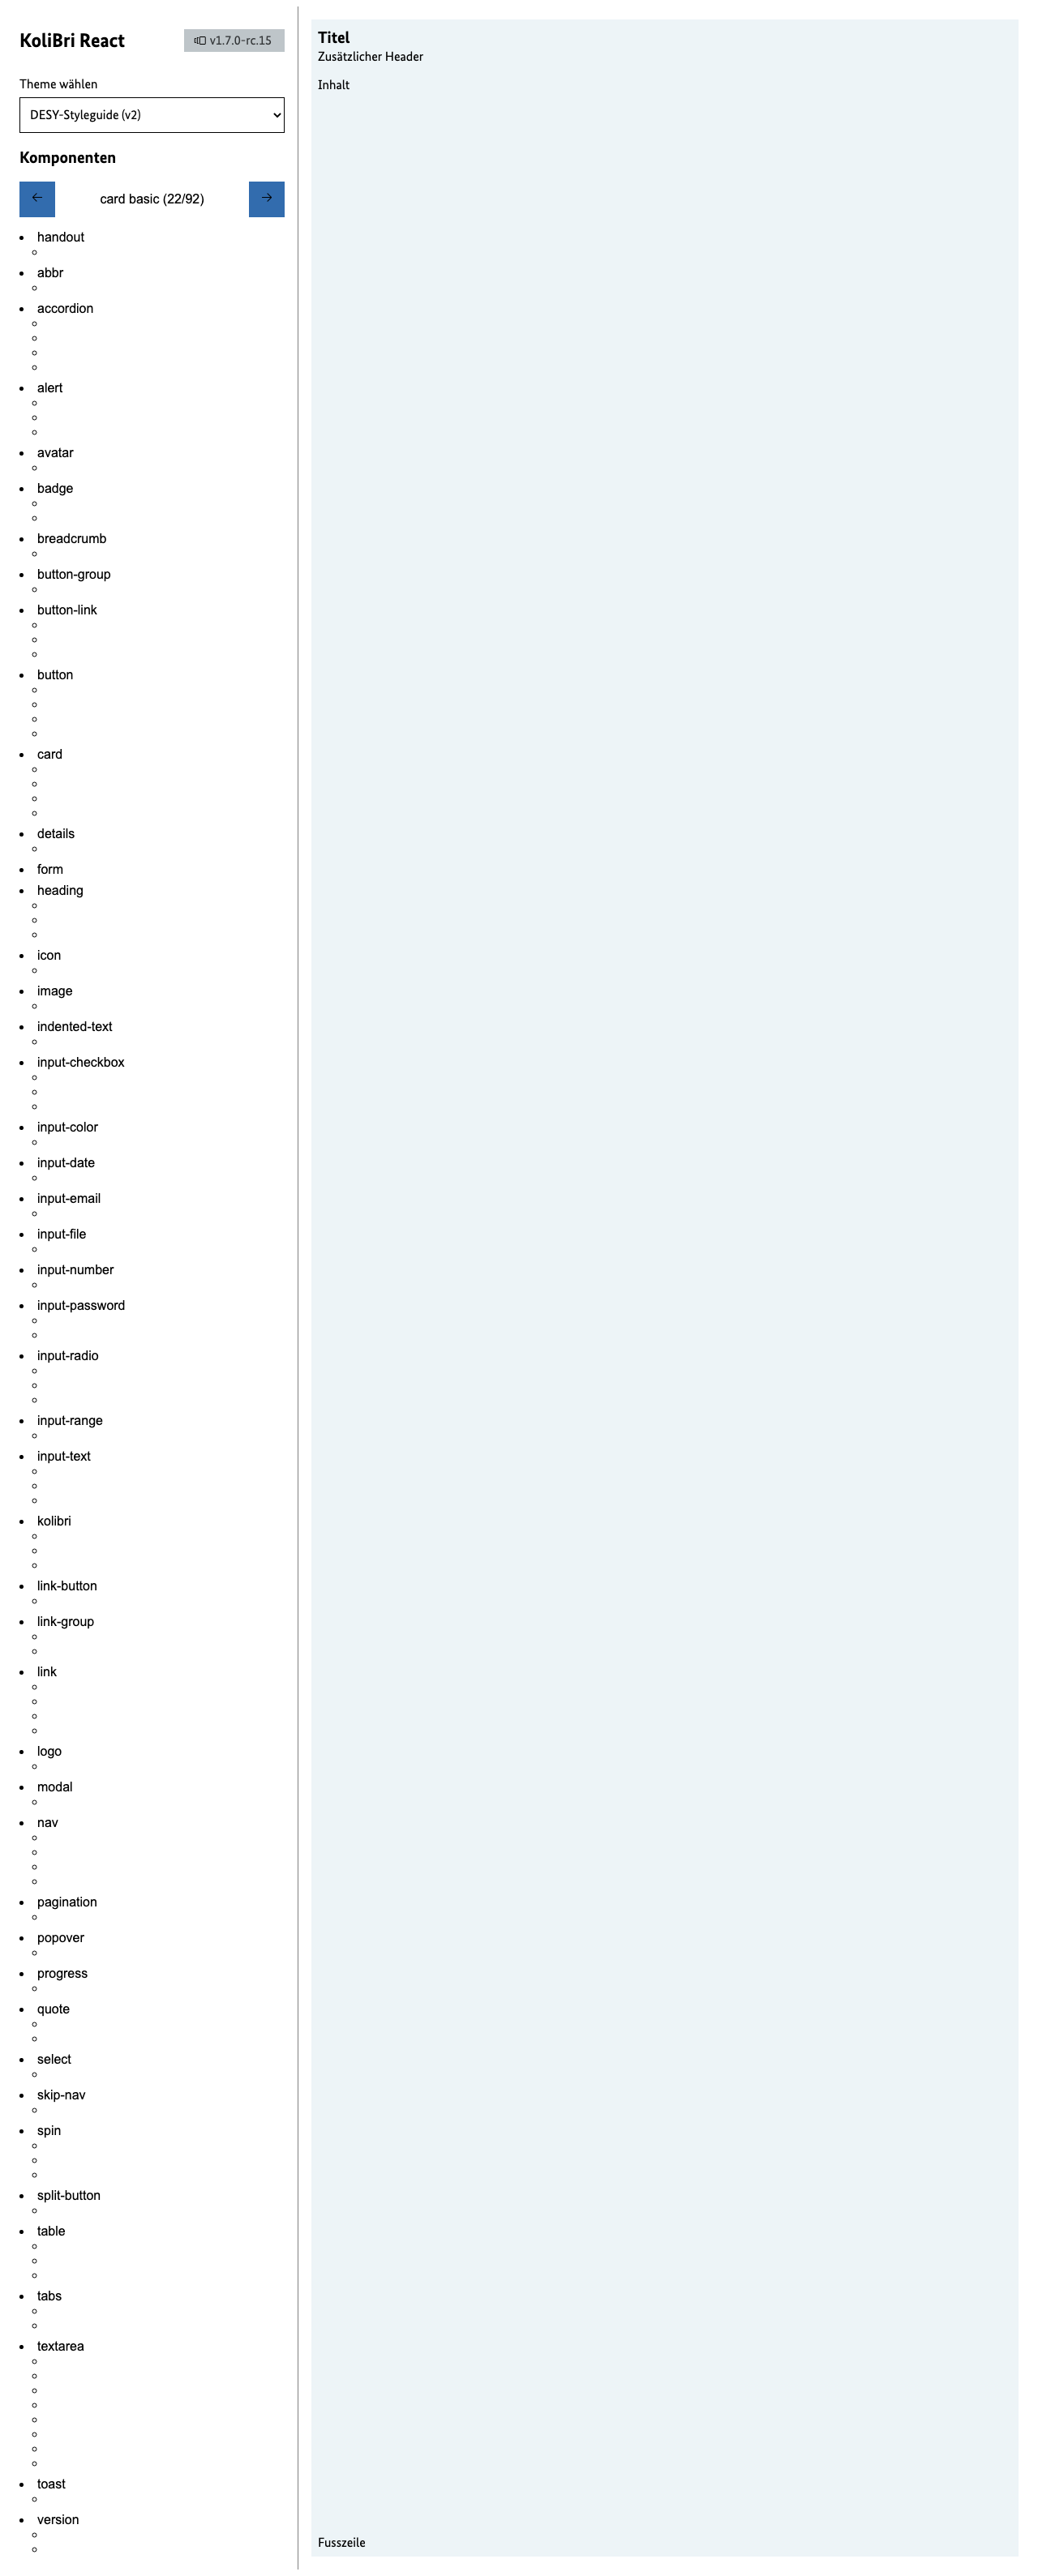 KoliBri React
v1.7.0-rc.15
Theme wählen
DESY-Styleguide (v2)
Komponenten
← card basic (22/92) →
handout
abbr
accordion
alert
avatar
badge
breadcrumb
button-group
button-link
button
card
details
form
heading
icon
image
indented-text
input-checkbox
input-color
input-date
input-email
input-file
input-number
input-password
input-radio
input-range
input-text
kolibri
link-button
link-group
link
logo
modal
nav
pagination
popover
progress
quote
select
skip-nav
spin
split-button
table
tabs
textarea
toast
version
Titel
Zusätzlicher Header
Inhalt
Fusszeile